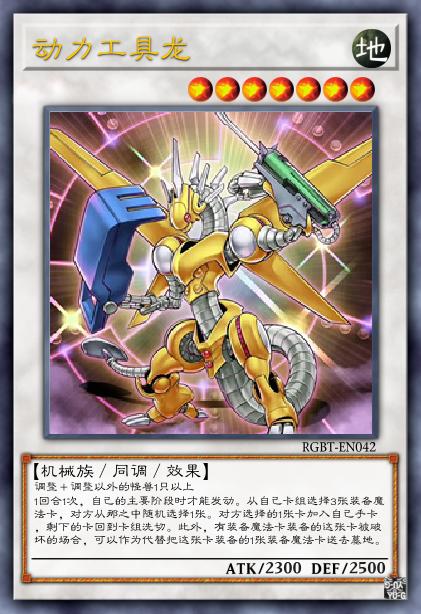 动力工具龙
地
RGBT-EN042
【机械族／同调／效果】
调整＋调整以外的怪兽1只以上
1回合1次，自己的主要阶段时才能发动。从自己卡组选择3张装备魔
法卡，对方从那之中随机选择1张。对方选择的1张卡加入自己手卡
，剩下的卡回到卡组洗切。此外，有装备魔法卡装备的这张卡被破
坏的场合，可以作为代替把这张卡装备的1张装备魔法卡送去墓地。
ATK/2300 DEF/2500